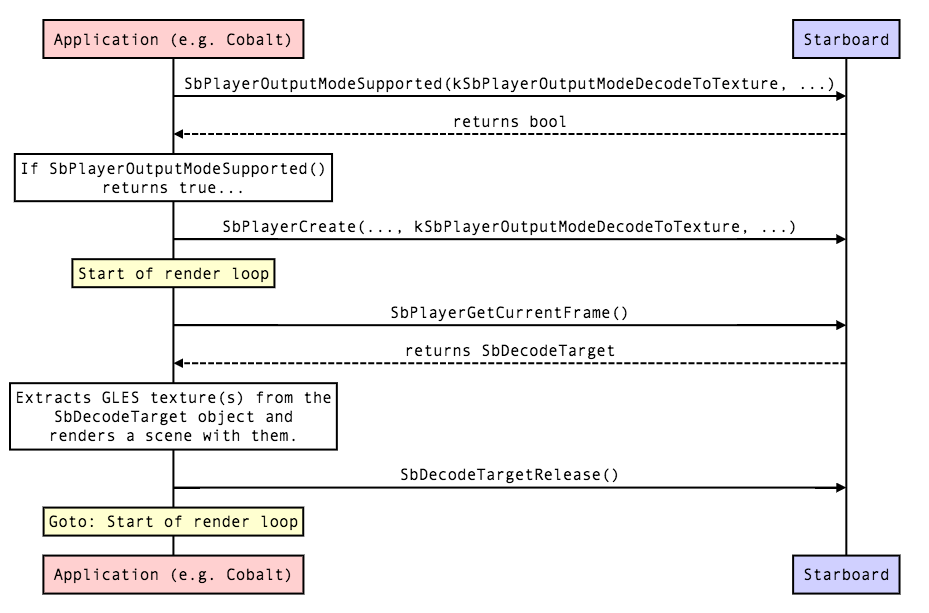 Application (e.g. Cobalt)
Starboard
SbPlayerOutputModeSupported(kSbPlayerOutputModeDecodeToTexture, ...)
returns bool
If SbPlayerOutputModeSupported()
returns true...
SbPlayerCreate(..., kSbPlayerOutputModeDecodeToTexture, ...)
Start of render loop
SbPlayerGetCurrentFrame()
returns SbDecodeTarget
Extracts GLES texture(s) from the
SbDecodeTarget object and
renders a scene with them.
SbDecodeTargetRelease()
Goto: Start of render loop
Application (e.g. Cobalt)
Starboard